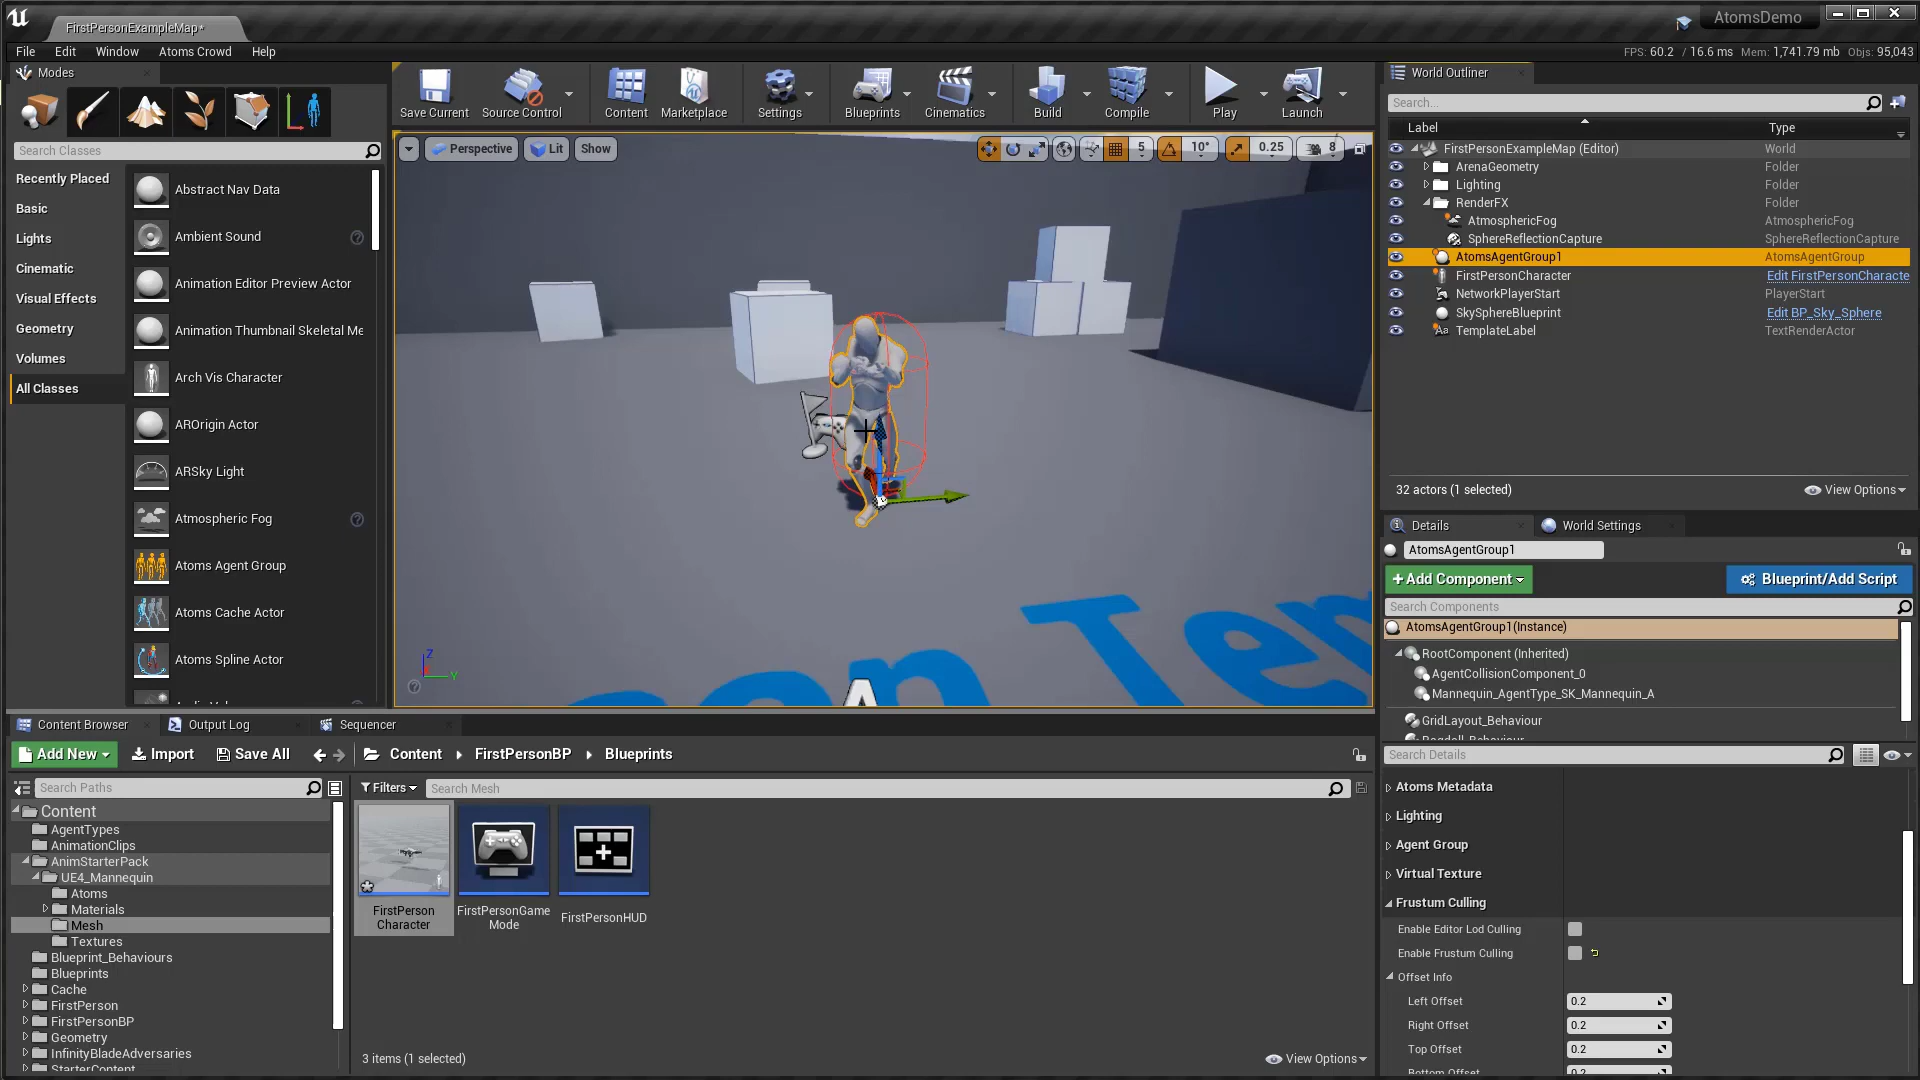 FirstPersonExampleMap*
AtomsDemo
File Edit Window Atoms Crowd Help
FPS: 60.2 / 16.6 ms Mem: 1,741.79 mb Objs: 95,043
Modes
Search Classes
Recently Placed
Basic
Lights
Cinematic
Visual Effects
Geometry
Volumes
All Classes
Abstract Nav Data
Ambient Sound
Animation Editor Preview Actor
Animation Thumbnail Skeletal Me
Arch Vis Character
AROrigin Actor
ARSky Light
Atmospheric Fog
Atoms Agent Group
Atoms Cache Actor
Atoms Spline Actor
Save Current Source Control Content Marketplace Settings Blueprints Cinematics Build Compile Play Launch
Perspective Lit Show
5 10° 0.25 8
Z
Y
A
World Outliner
Search...
Label Type
FirstPersonExampleMap (Editor) World
ArenaGeometry Folder
Lighting Folder
RenderFX Folder
AtmosphericFog AtmosphericFog
SphereReflectionCapture SphereReflectionCapture
AtomsAgentGroup1 AtomsAgentGroup
FirstPersonCharacter Edit FirstPersonCharacte
NetworkPlayerStart PlayerStart
SkySphereBlueprint Edit BP_Sky_Sphere
TemplateLabel TextRenderActor
32 actors (1 selected) View Options
Details World Settings
AtomsAgentGroup1
+Add Component Blueprint/Add Script
Search Components
AtomsAgentGroup1(Instance)
RootComponent (Inherited)
AgentCollisionComponent_0
Mannequin_AgentType_SK_Mannequin_A
GridLayout_Behaviour
Ragdoll_Behaviour
Search Details
Atoms Metadata
Lighting
Agent Group
Virtual Texture
Frustum Culling
Enable Editor Lod Culling
Enable Frustum Culling
Offset Info
Left Offset 0.2
Right Offset 0.2
Top Offset 0.2
Bottom Offset 0.2
Content Browser Output Log Sequencer
Add New Import Save All Content FirstPersonBP Blueprints
Search Paths
Filters Search Mesh
Content
AgentTypes
AnimationClips
AnimStarterPack
UE4_Mannequin
Atoms
Materials
Mesh
Textures
Blueprint_Behaviours
Blueprints
Cache
FirstPerson
FirstPersonBP
Geometry
InfinityBladeAdversaries
StarterContent
FirstPerson
Character
FirstPersonGame
Mode
FirstPersonHUD
3 items (1 selected) View Options